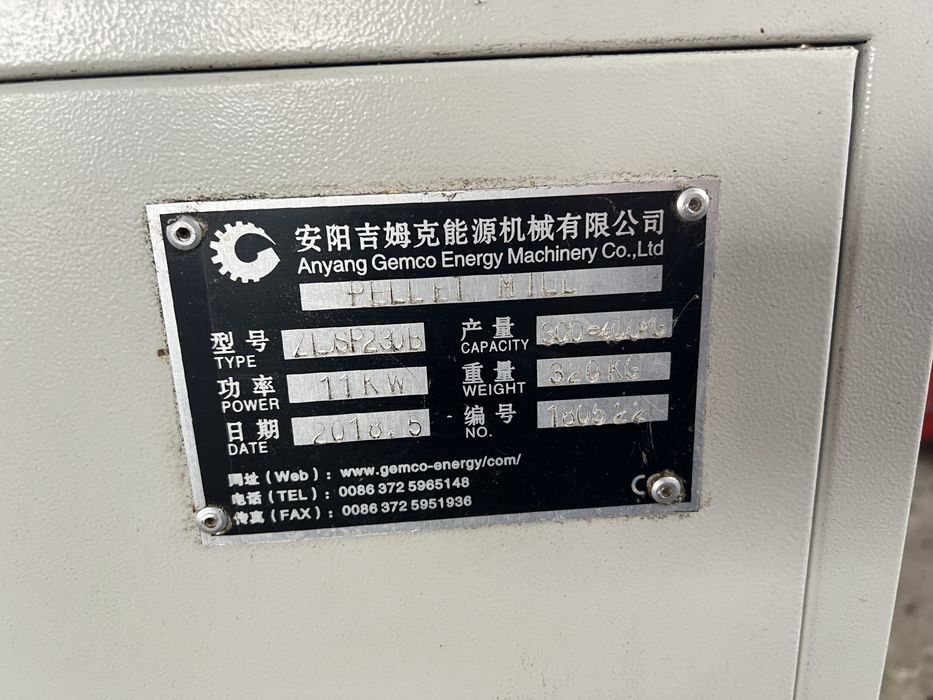 安阳吉姆克能源机械有限公司
Anyang Gemco Energy Machinery Co.,Ltd
PELLET MILL
型号 TYPE ZLSP230B 产量 CAPACITY 300-400KG
功率 POWER 11KW 重量 WEIGHT 320KG
日期 DATE 2018.5 编号 NO. 180522
网址 (Web) : www.gemco-energy/com/
电话 (TEL) : 0086 372 5965148
传真 (FAX) : 0086 372 5951936